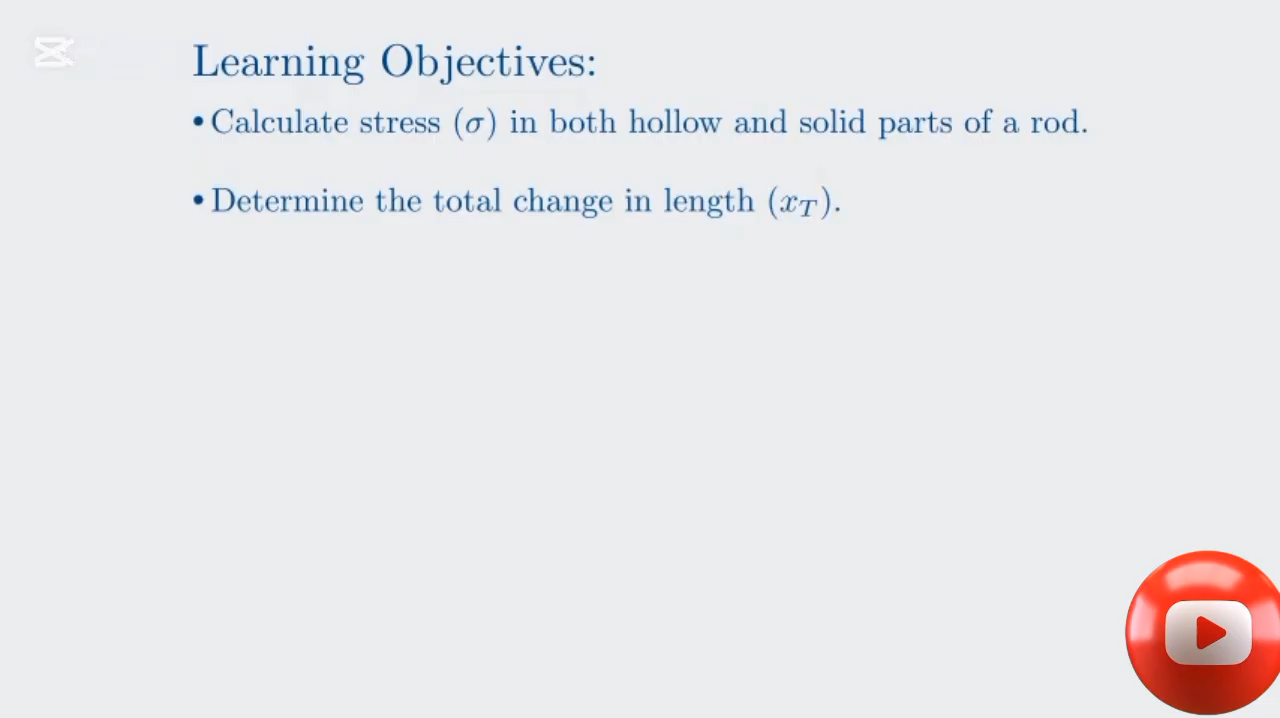 Learning Objectives:
• Calculate stress (σ) in both hollow and solid parts of a rod.
• Determine the total change in length (x_T).